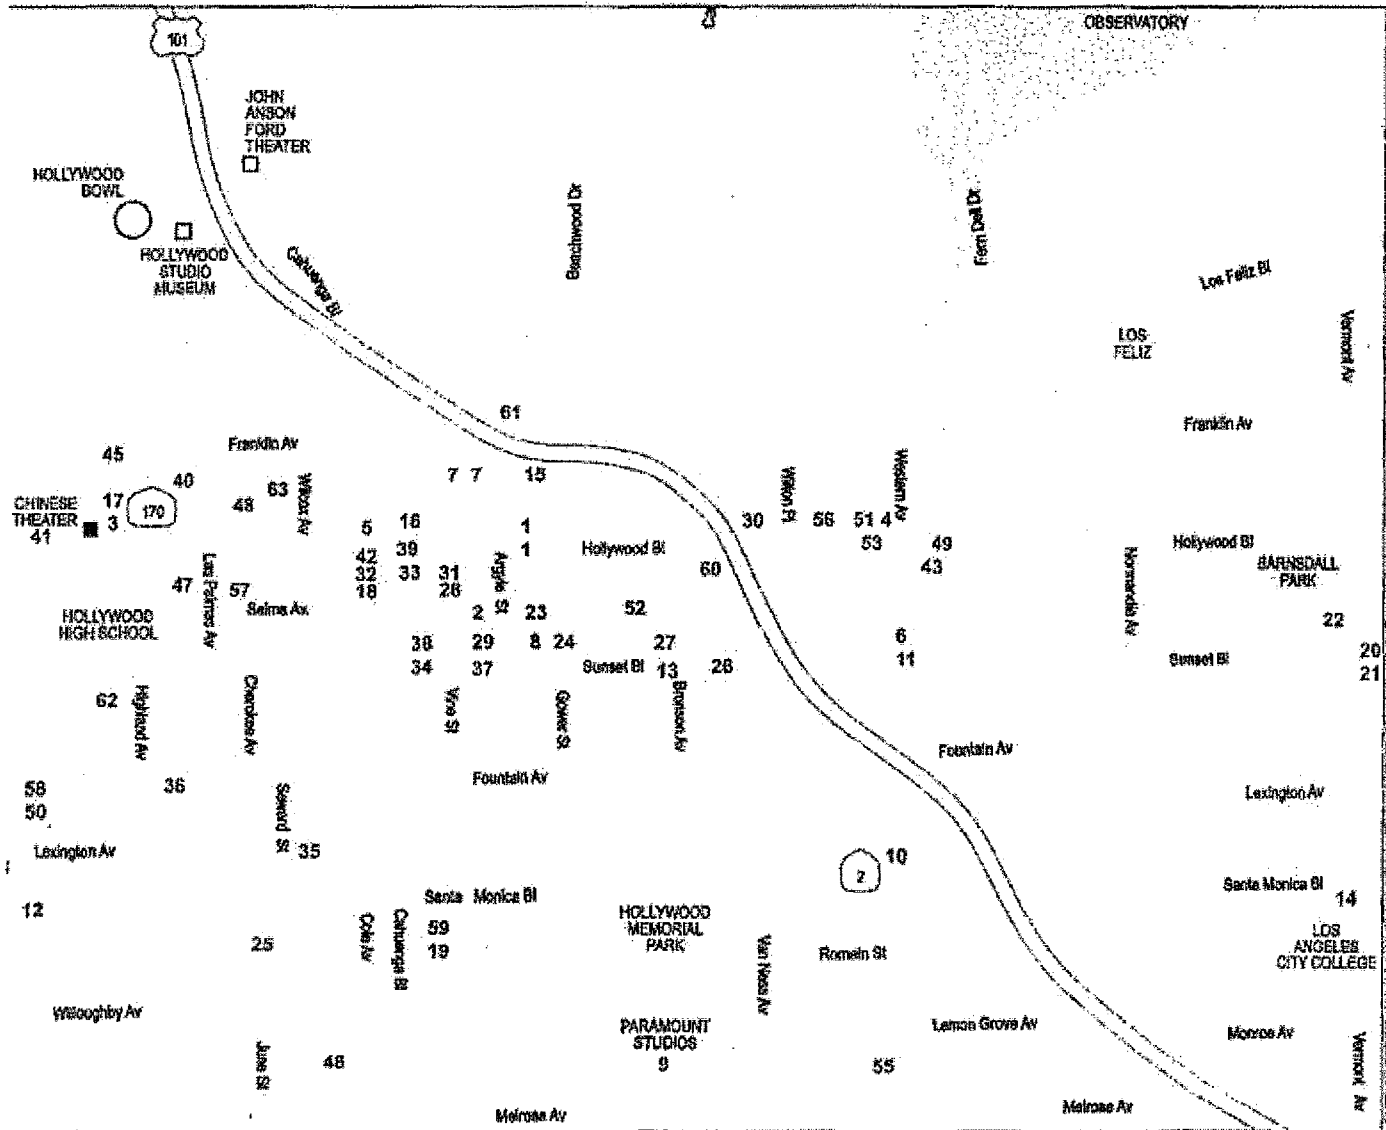 OBSERVATORY
101
JOHN
ANSON
FORD
THEATER
HOLLYWOOD
BOWL
HOLLYWOOD
STUDIO
MUSEUM
Cahuenga Bl
Beachwood Dr
Fern Dell Dr
Los Feliz Bl
LOS
FELIZ
Vermont Av
61
Franklin Av
Franklin Av
45
40
63
Wilcox Av
7 7
15
Wilton Pl
Western Av
CHINESE
THEATER
41
17
3
170
48
5
16
1
30
56
51 4
42
39
1
Hollywood Bl
53
49
Hollywood Bl
32
33
31
Argyle St
60
43
BARNSDALL
PARK
47
Las Palmas Av
57
18
26
Normandie Av
HOLLYWOOD
HIGH SCHOOL
Selma Av
2
23
52
22
38
29
8
24
27
6
20
34
37
Sunset Bl
13
28
11
Sunset Bl
21
62
Highland Av
Cherokee Av
Vine St
Gower St
Bronson Av
Fountain Av
Fountain Av
58
36
Seward St
Lexington Av
50
Lexington Av
35
10
2
Santa Monica Bl
Santa Monica Bl
14
12
25
Cole Av
Cahuenga Bl
59
19
HOLLYWOOD
MEMORIAL
PARK
Van Ness Av
Romain St
LOS
ANGELES
CITY COLLEGE
Willoughby Av
PARAMOUNT
STUDIOS
9
Lemon Grove Av
Monroe Av
June St
46
55
Vermont Av
Melrose Av
Melrose Av